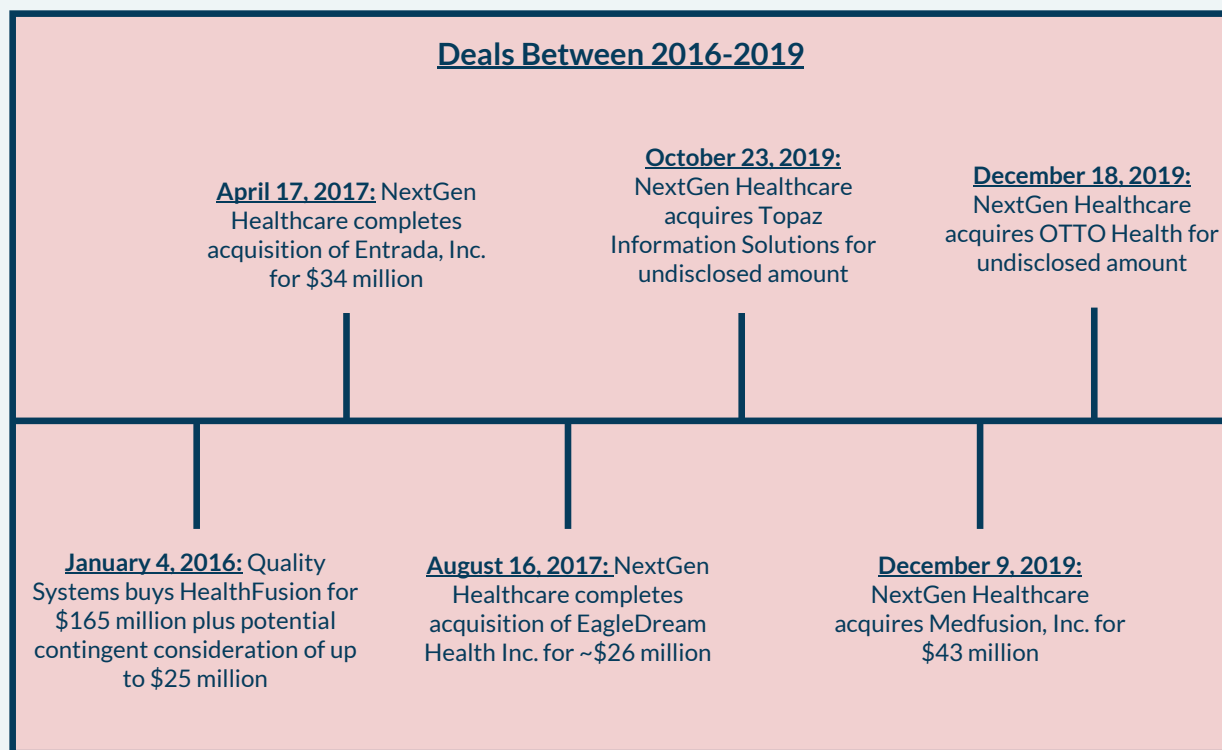 Deals Between 2016-2019
April 17, 2017: NextGen
Healthcare completes
acquisition of Entrada, Inc.
for $34 million
October 23, 2019:
NextGen Healthcare
acquires Topaz
Information Solutions for
undisclosed amount
December 18, 2019:
NextGen Healthcare
acquires OTTO Health for
undisclosed amount
January 4, 2016: Quality
Systems buys HealthFusion for
$165 million plus potential
contingent consideration of up
to $25 million
August 16, 2017: NextGen
Healthcare completes
acquisition of EagleDream
Health Inc. for ~$26 million
December 9, 2019:
NextGen Healthcare
acquires Medfusion, Inc. for
$43 million